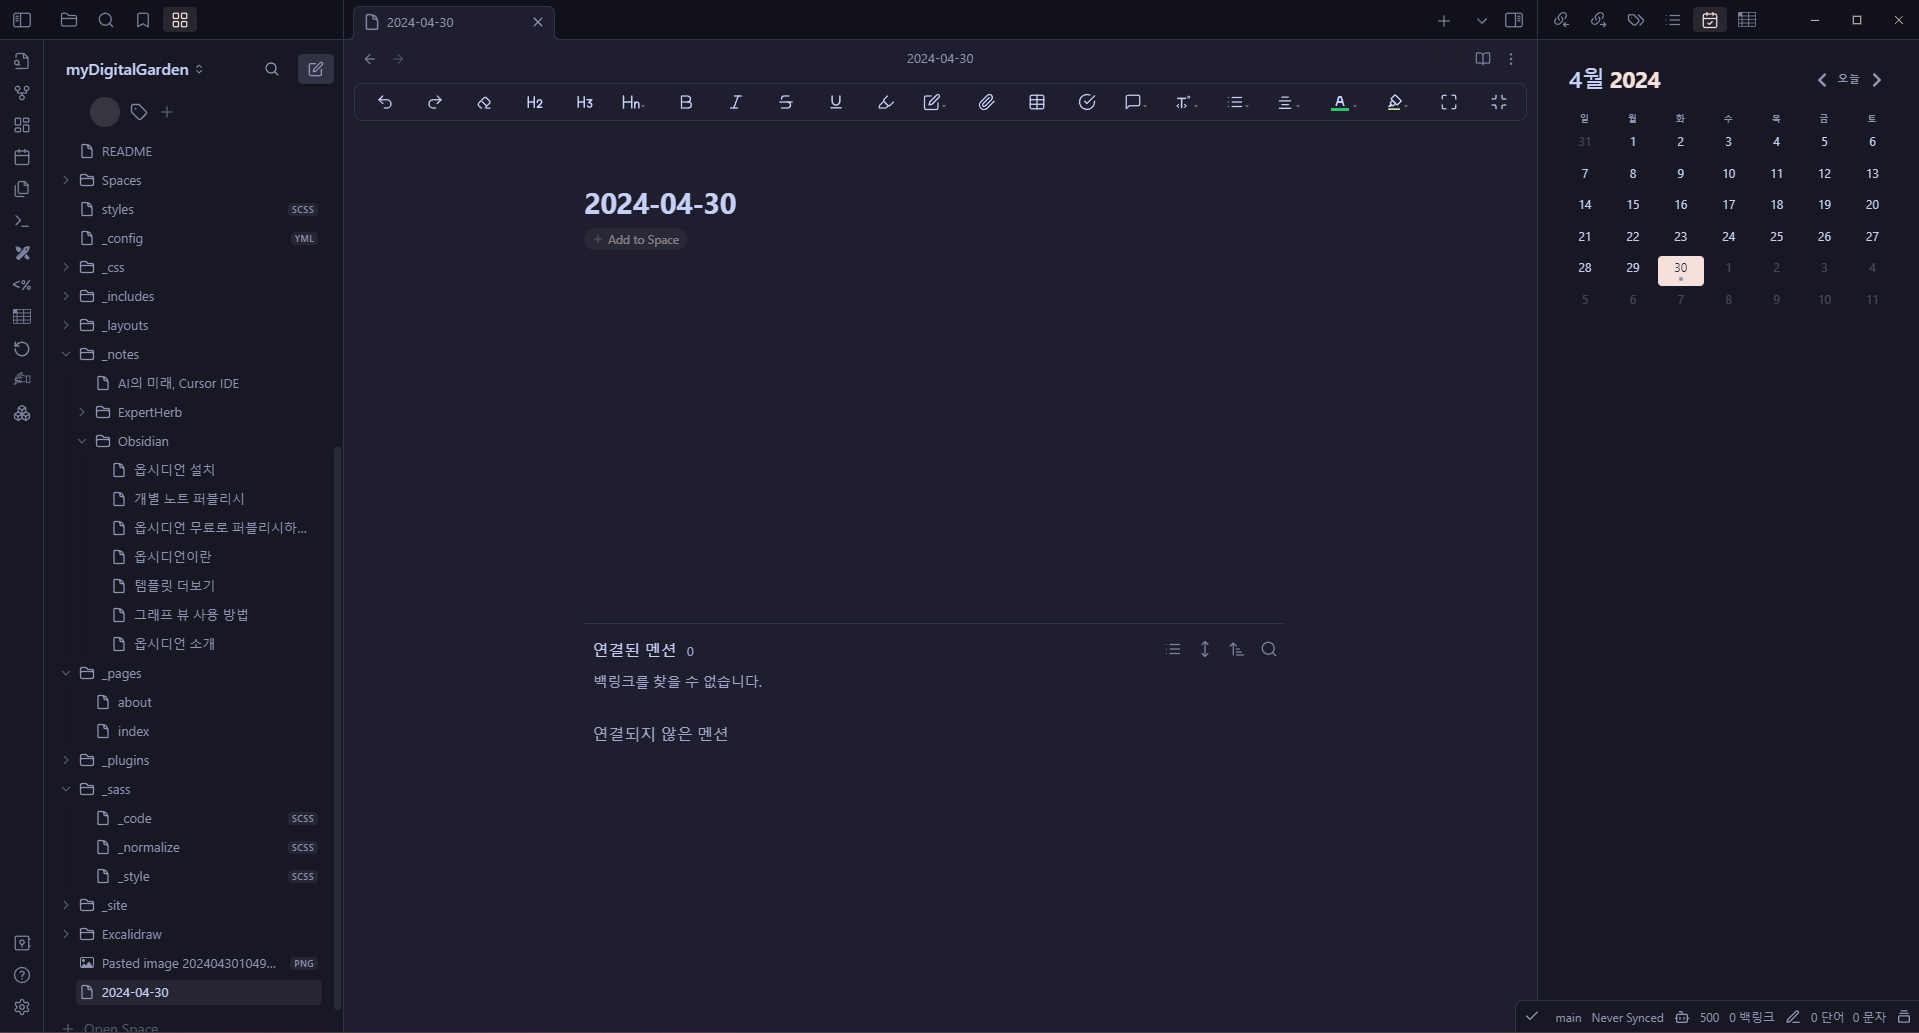 2024-04-30
myDigitalGarden
README
Spaces
styles SCSS
_config YML
_css
_includes
_layouts
_notes
AI의 미래, Cursor IDE
ExpertHerb
Obsidian
옵시디언 설치
개별 노트 퍼블리시
옵시디언 무료로 퍼블리시하...
옵시디언이란
템플릿 더보기
그래프 뷰 사용 방법
옵시디언 소개
_pages
about
index
_plugins
_sass
_code SCSS
_normalize SCSS
_style SCSS
_site
Excalidraw
Pasted image 202404301049... PNG
2024-04-30
Open Space
2024-04-30
H2 H3 Hn B I S U A
2024-04-30
+ Add to Space
연결된 멘션 0
백링크를 찾을 수 없습니다.
연결되지 않은 멘션
4월 2024 오늘
일 월 화 수 목 금 토
31 1 2 3 4 5 6
7 8 9 10 11 12 13
14 15 16 17 18 19 20
21 22 23 24 25 26 27
28 29 30 1 2 3 4
5 6 7 8 9 10 11
main Never Synced 500 0 백링크 0 단어 0 문자